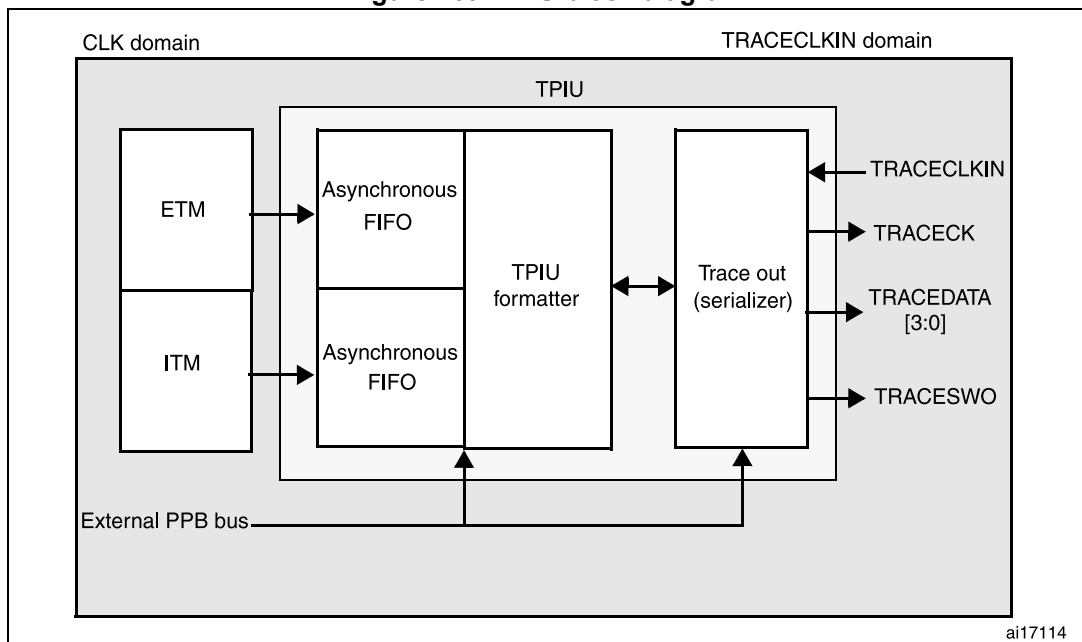 CLK domain
TRACECLKIN domain
TPIU
ETM
Asynchronous
FIFO
TPIU
formatter
Trace out
(serializer)
TRACECLKIN
TRACECK
TRACEDATA
[3:0]
TRACESWO
ITM
Asynchronous
FIFO
External PPB bus
ai17114